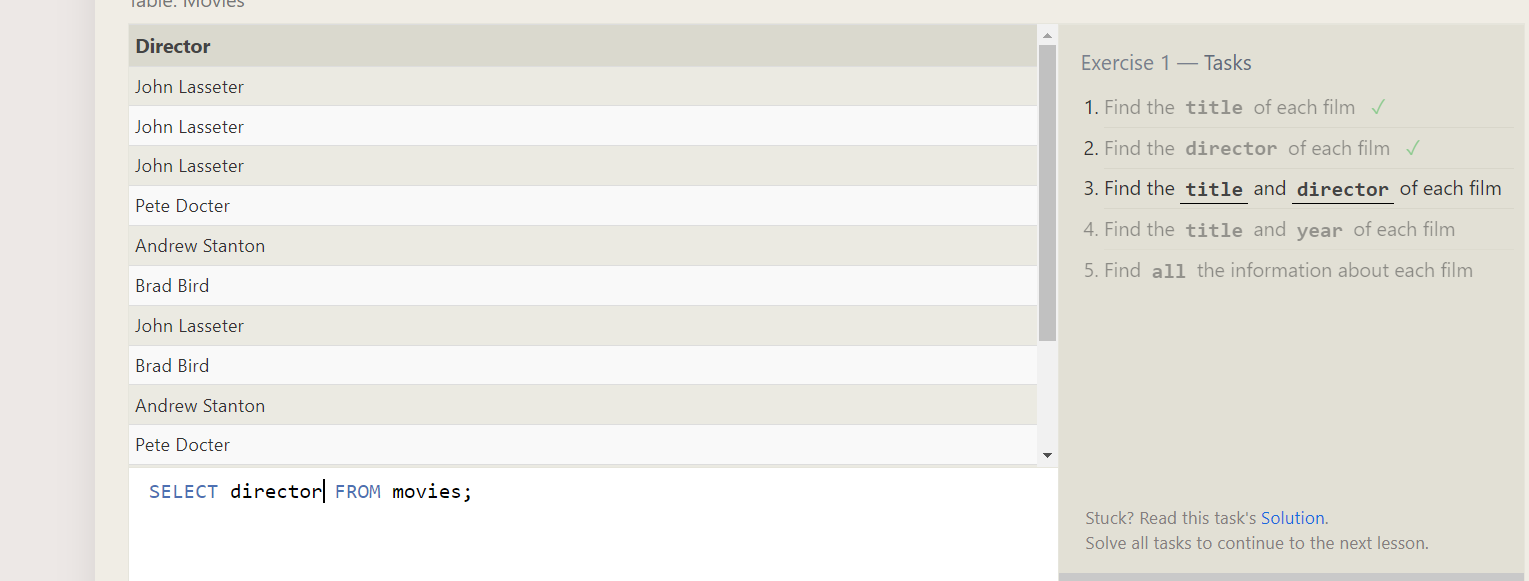 Table: Movies
Director
John Lasseter
John Lasseter
John Lasseter
Pete Docter
Andrew Stanton
Brad Bird
John Lasseter
Brad Bird
Andrew Stanton
Pete Docter
SELECT director FROM movies;
Exercise 1 — Tasks
1. Find the title of each film ✓
2. Find the director of each film ✓
3. Find the title and director of each film
4. Find the title and year of each film
5. Find all the information about each film
Stuck? Read this task's Solution.
Solve all tasks to continue to the next lesson.